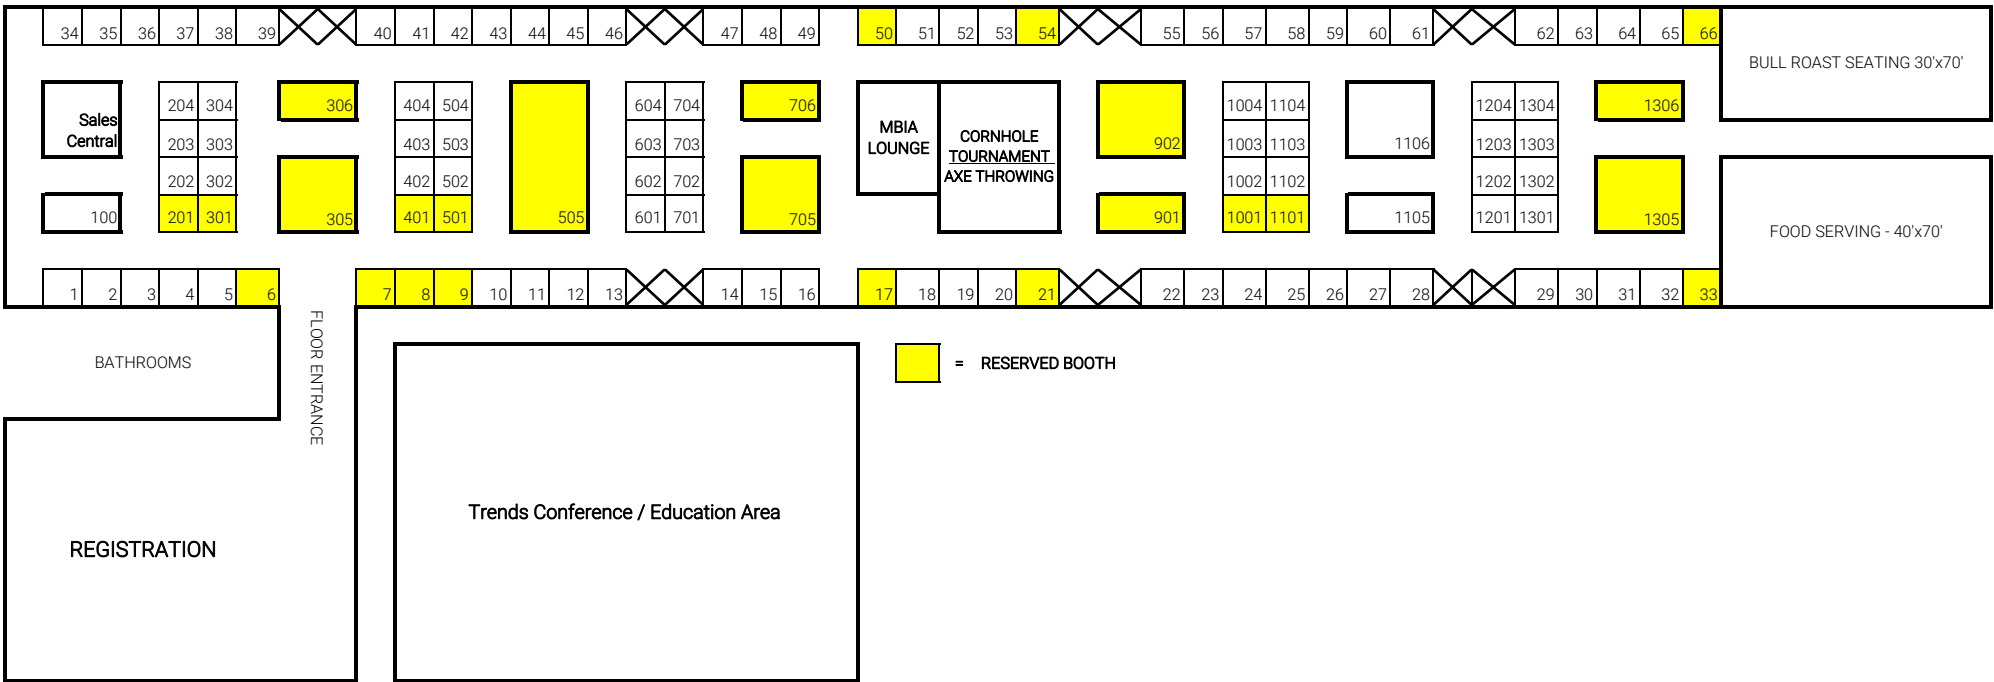 34 35 36 37 38 39 40 41 42 43 44 45 46 47 48 49 50 51 52 53 54 55 56 57 58 59 60 61 62 63 64 65 66
BULL ROAST SEATING 30'x70'
204 304 306 404 504 604 704 706 1004 1104 1204 1304 1306
Sales
Central
MBIA
LOUNGE
CORNHOLE
TOURNAMENT
AXE THROWING
203 303 403 503 603 703 902 1003 1103 1106 1203 1303
202 302 402 502 602 702 1002 1102 1202 1302
100 201 301 305 401 501 505 601 701 705 901 1001 1101 1105 1201 1301 1305
FOOD SERVING - 40'x70'
1 2 3 4 5 6 7 8 9 10 11 12 13 14 15 16 17 18 19 20 21 22 23 24 25 26 27 28 29 30 31 32 33
BATHROOMS
FLOOR ENTRANCE
= RESERVED BOOTH
Trends Conference / Education Area
REGISTRATION